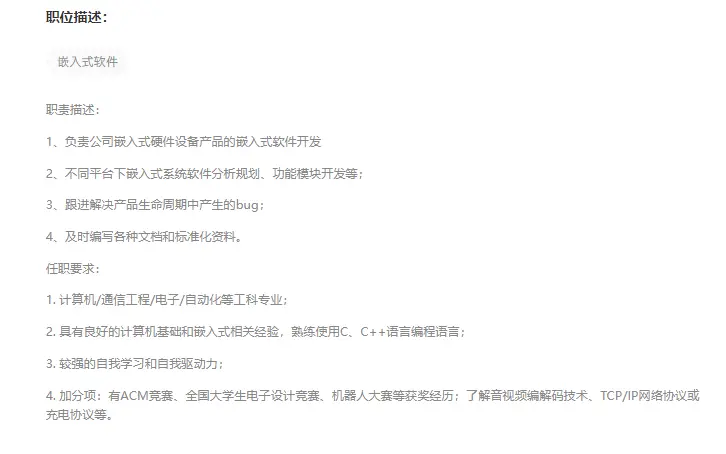 职位描述：
嵌入式软件
职责描述：
1、负责公司嵌入式硬件设备产品的嵌入式软件开发
2、不同平台下嵌入式系统软件分析规划、功能模块开发等；
3、跟进解决产品生命周期中产生的bug；
4、及时编写各种文档和标准化资料。
任职要求：
1. 计算机/通信工程/电子/自动化等工科专业；
2. 具有良好的计算机基础和嵌入式相关经验，熟练使用C、C++语言编程语言；
3. 较强的自我学习和自我驱动力；
4. 加分项：有ACM竞赛、全国大学生电子设计竞赛、机器人大赛等获奖经历；了解音视频编解码技术、TCP/IP网络协议或
充电协议等。